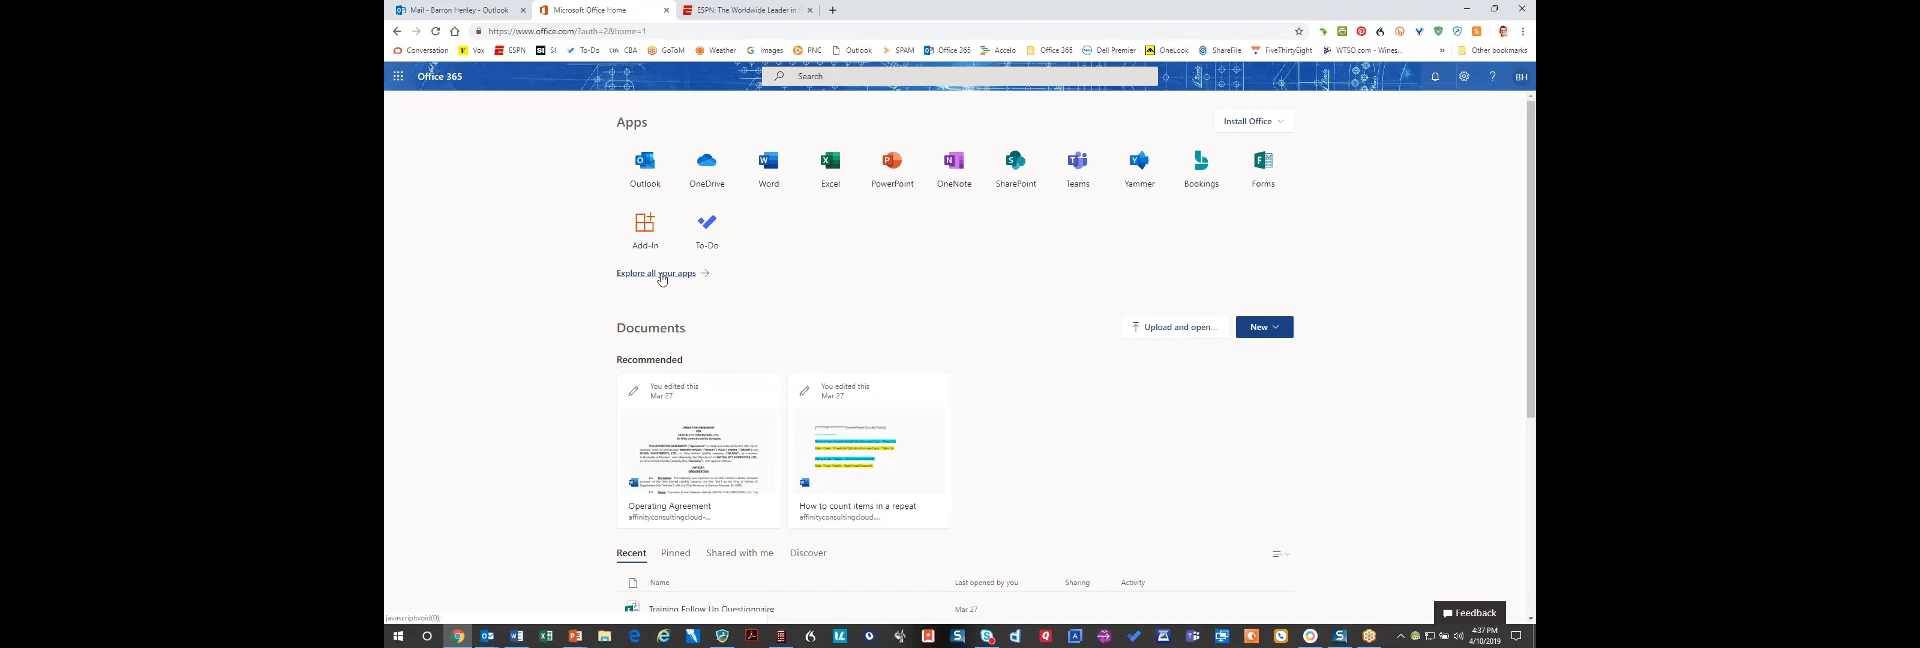 Mail - Barron Henley - Outlook
Microsoft Office Home
ESPN: The Worldwide Leader in
https://www.office.com/?auth=2&home=1
Conversation
Vox
ESPN
SI
To-Do
CBA
GoToM
Weather
Images
PNC
Outlook
SPAM
Office 365
Accelo
Office 365
Dell Premier
OneLook
ShareFile
FiveThirtyEight
WTSO.com - Wines...
»
Other bookmarks
Office 365
Search
BH
Apps
Install Office
Outlook
OneDrive
Word
Excel
PowerPoint
OneNote
SharePoint
Teams
Yammer
Bookings
Forms
Add-In
To-Do
Explore all your apps
Documents
Upload and open...
New
Recommended
You edited this
Mar 27
You edited this
Mar 27
Operating Agreement
affinityconsultingcloud-...
How to count items in a repeat
affinityconsultingcloud....
Recent
Pinned
Shared with me
Discover
Name
Last opened by you
Sharing
Activity
Training Follow Up Questionnaire
Mar 27
javascript:void(0);
Feedback
4:37 PM
4/10/2019